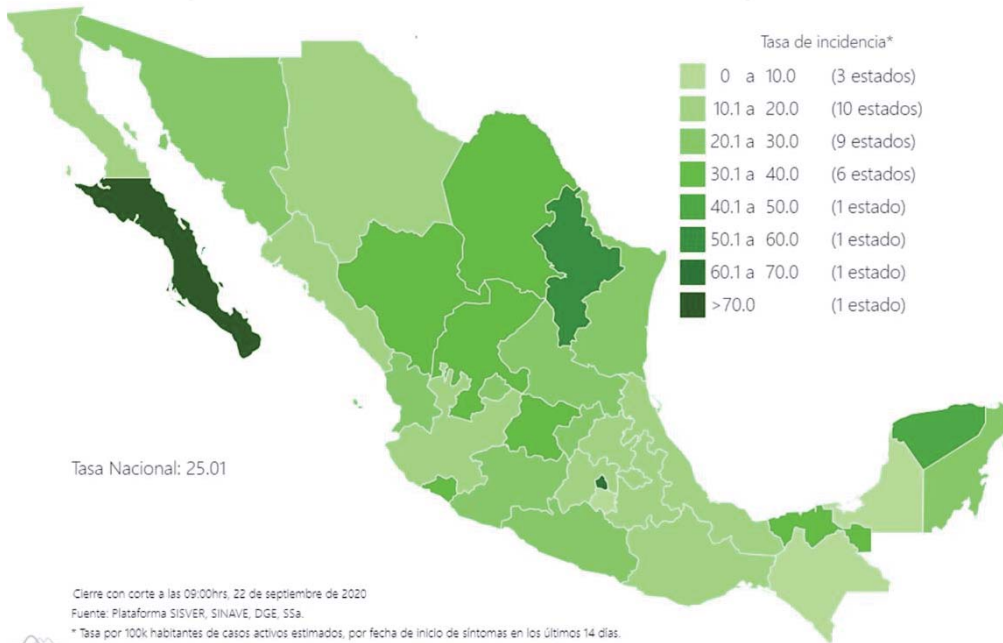 Tasa de incidencia*
0 a 10.0 (3 estados)
10.1 a 20.0 (10 estados)
20.1 a 30.0 (9 estados)
30.1 a 40.0 (6 estados)
40.1 a 50.0 (1 estado)
50.1 a 60.0 (1 estado)
60.1 a 70.0 (1 estado)
>70.0 (1 estado)
Tasa Nacional: 25.01
Cierre con corte a las 09:00hrs, 22 de septiembre de 2020
Fuente: Plataforma SISVER, SINAVE, DGE, SSa.
* Tasa por 100k habitantes de casos activos estimados, por fecha de inicio de síntomas en los últimos 14 días.